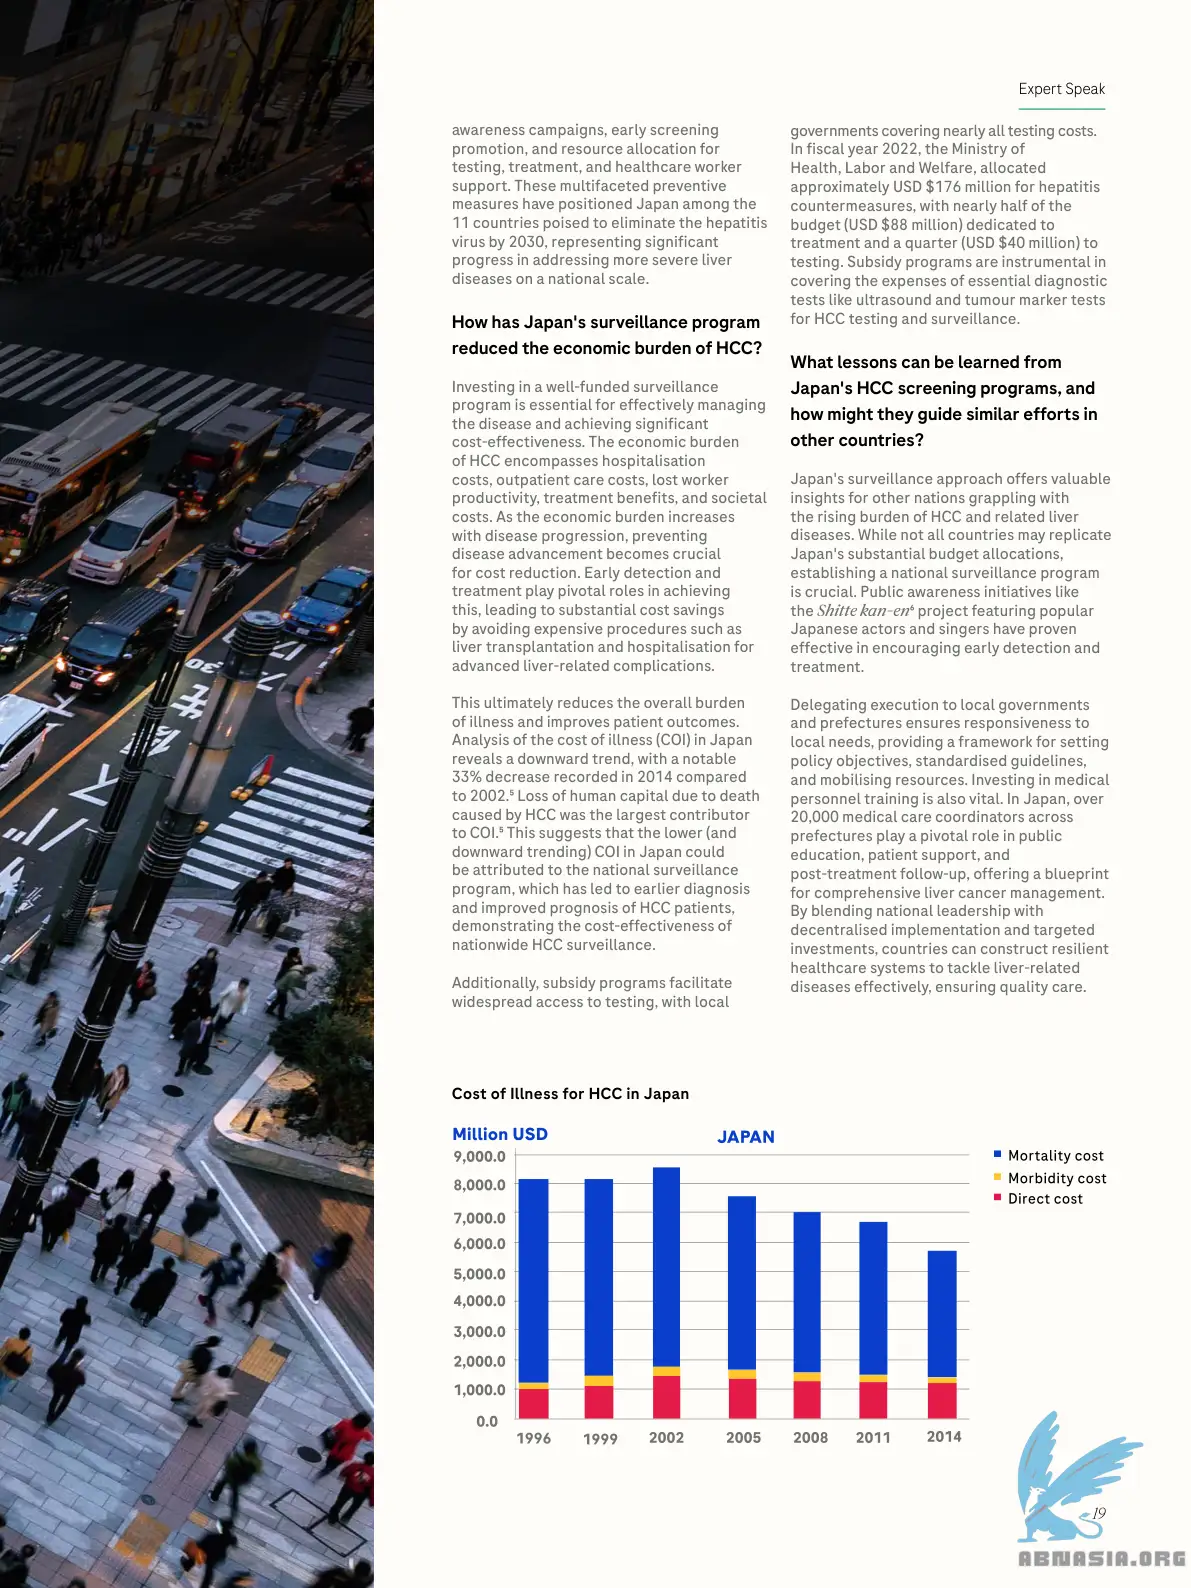 Expert Speak
awareness campaigns, early screening
promotion, and resource allocation for
testing, treatment, and healthcare worker
support. These multifaceted preventive
measures have positioned Japan among the
11 countries poised to eliminate the hepatitis
virus by 2030, representing significant
progress in addressing more severe liver
diseases on a national scale.
How has Japan's surveillance program
reduced the economic burden of HCC?
Investing in a well-funded surveillance
program is essential for effectively managing
the disease and achieving significant
cost-effectiveness. The economic burden
of HCC encompasses hospitalisation
costs, outpatient care costs, lost worker
productivity, treatment benefits, and societal
costs. As the economic burden increases
with disease progression, preventing
disease advancement becomes crucial
for cost reduction. Early detection and
treatment play pivotal roles in achieving
this, leading to substantial cost savings
by avoiding expensive procedures such as
liver transplantation and hospitalisation for
advanced liver-related complications.
This ultimately reduces the overall burden
of illness and improves patient outcomes.
Analysis of the cost of illness (COI) in Japan
reveals a downward trend, with a notable
33% decrease recorded in 2014 compared
to 2002.⁵ Loss of human capital due to death
caused by HCC was the largest contributor
to COI.⁵ This suggests that the lower (and
downward trending) COI in Japan could
be attributed to the national surveillance
program, which has led to earlier diagnosis
and improved prognosis of HCC patients,
demonstrating the cost-effectiveness of
nationwide HCC surveillance.
Additionally, subsidy programs facilitate
widespread access to testing, with local
governments covering nearly all testing costs.
In fiscal year 2022, the Ministry of
Health, Labor and Welfare, allocated
approximately USD $176 million for hepatitis
countermeasures, with nearly half of the
budget (USD $88 million) dedicated to
treatment and a quarter (USD $40 million) to
testing. Subsidy programs are instrumental in
covering the expenses of essential diagnostic
tests like ultrasound and tumour marker tests
for HCC testing and surveillance.
What lessons can be learned from
Japan's HCC screening programs, and
how might they guide similar efforts in
other countries?
Japan's surveillance approach offers valuable
insights for other nations grappling with
the rising burden of HCC and related liver
diseases. While not all countries may replicate
Japan's substantial budget allocations,
establishing a national surveillance program
is crucial. Public awareness initiatives like
the Shitte kan-en⁶ project featuring popular
Japanese actors and singers have proven
effective in encouraging early detection and
treatment.
Delegating execution to local governments
and prefectures ensures responsiveness to
local needs, providing a framework for setting
policy objectives, standardised guidelines,
and mobilising resources. Investing in medical
personnel training is also vital. In Japan, over
20,000 medical care coordinators across
prefectures play a pivotal role in public
education, patient support, and
post-treatment follow-up, offering a blueprint
for comprehensive liver cancer management.
By blending national leadership with
decentralised implementation and targeted
investments, countries can construct resilient
healthcare systems to tackle liver-related
diseases effectively, ensuring quality care.
Cost of Illness for HCC in Japan
Million USD
JAPAN
9,000.0
8,000.0
7,000.0
6,000.0
5,000.0
4,000.0
3,000.0
2,000.0
1,000.0
0.0
1996 1999 2002 2005 2008 2011 2014
Mortality cost
Morbidity cost
Direct cost
19
ABNASIA.ORG